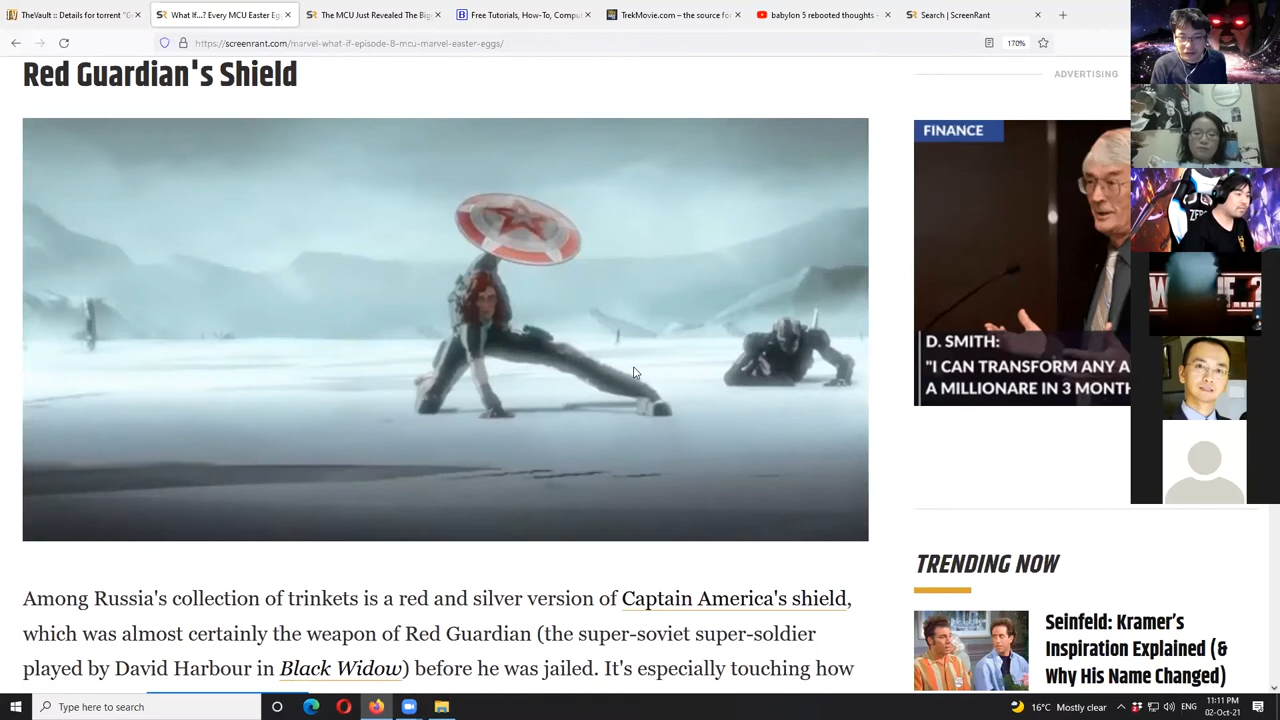 TheVault :: Details for torrent "G
What If...? Every MCU Easter Eg
The MCU Just Revealed The Big
Free Tutorials, How-To, Compu
TrekMovie.com – the source fo
babylon 5 rebooted thoughts -
Search | ScreenRant
https://screenrant.com/marvel-what-if-episode-8-mcu-marvel-easter-eggs/
170%
Red Guardian's Shield
ADVERTISING
FINANCE
D. SMITH:
"I CAN TRANSFORM ANY A
A MILLIONARE IN 3 MONTH
Among Russia's collection of trinkets is a red and silver version of Captain America's shield,
which was almost certainly the weapon of Red Guardian (the super-soviet super-soldier
played by David Harbour in Black Widow) before he was jailed. It's especially touching how
TRENDING NOW
Seinfeld: Kramer's
Inspiration Explained (&
Why His Name Changed)
Type here to search
16°C Mostly clear
ENG
11:11 PM
02-Oct-21